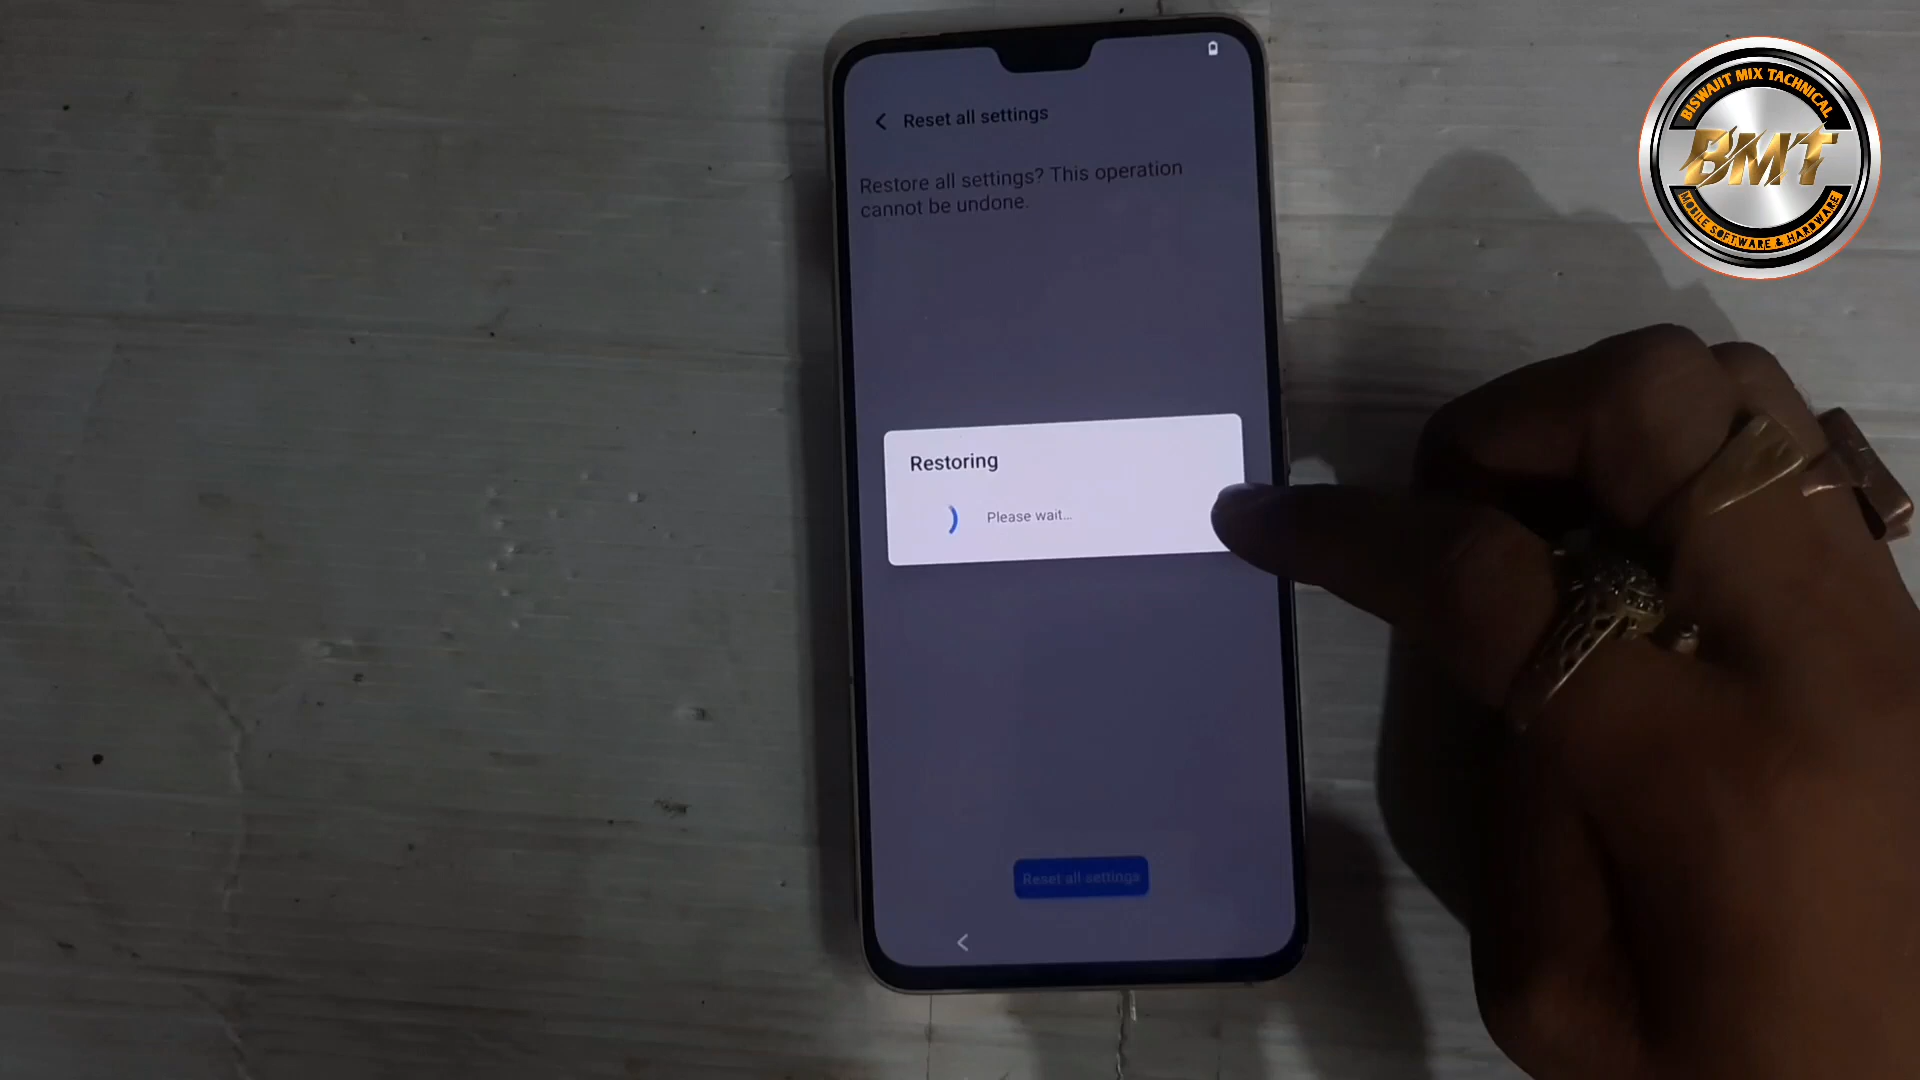 Reset all settings
Restore all settings? This operation
cannot be undone.
Restoring
Please wait...
Reset all settings
BISWAJIT MIX TACHNICAL
BMT
MOBILE SOFTWARE & HARDWARE